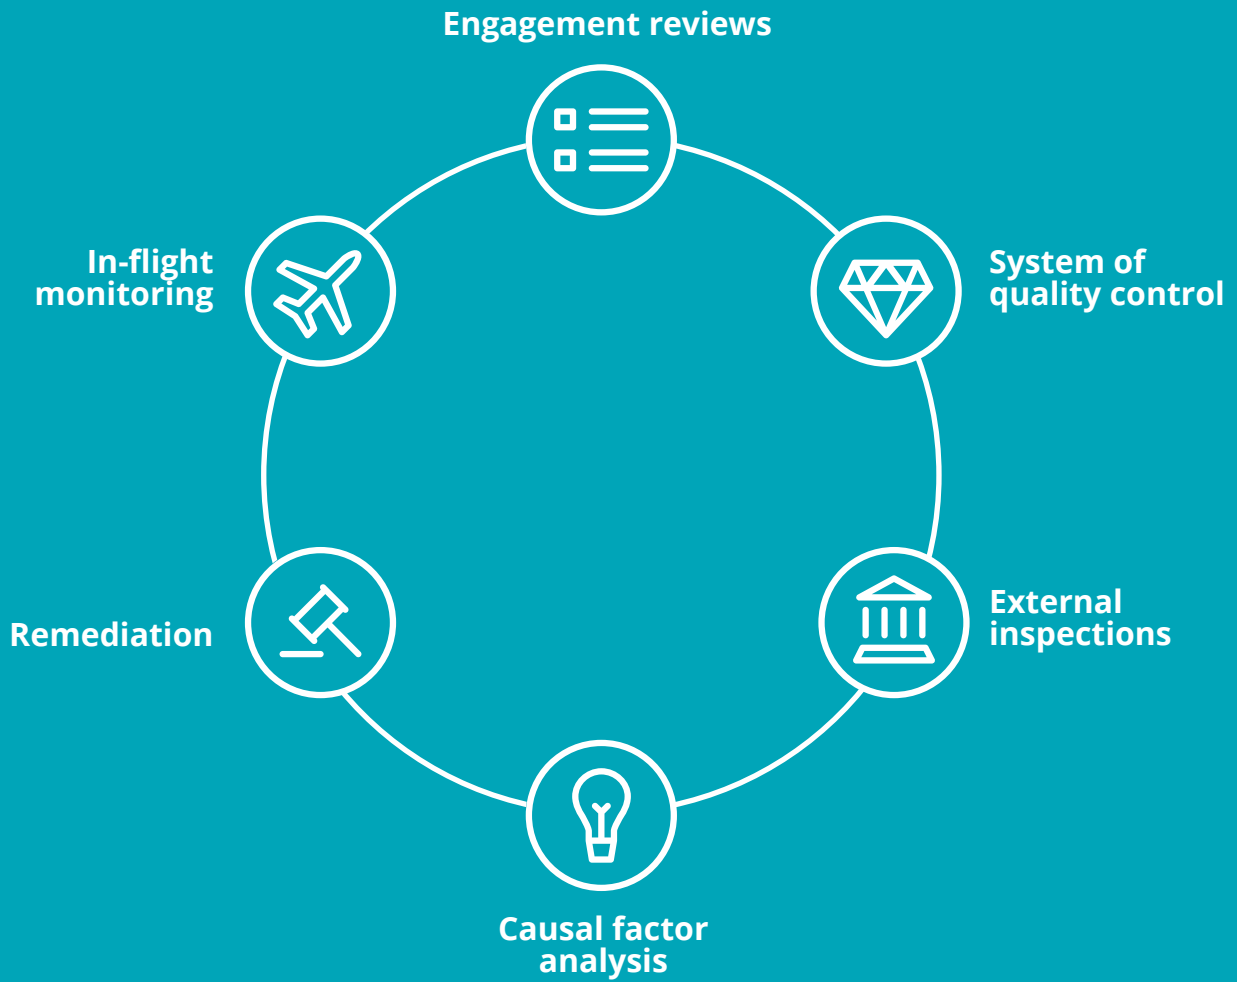 Engagement reviews
System of
quality control
External
inspections
Causal factor
analysis
Remediation
In-flight
monitoring